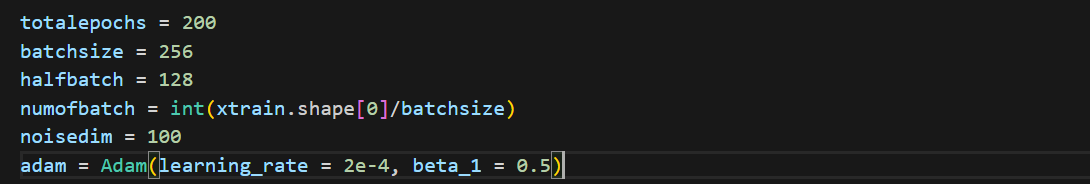 totalepochs = 200
batchsize = 256
halfbatch = 128
numofbatch = int(xtrain.shape[0]/batchsize)
noisedim = 100
adam = Adam(learning_rate = 2e-4, beta_1 = 0.5)